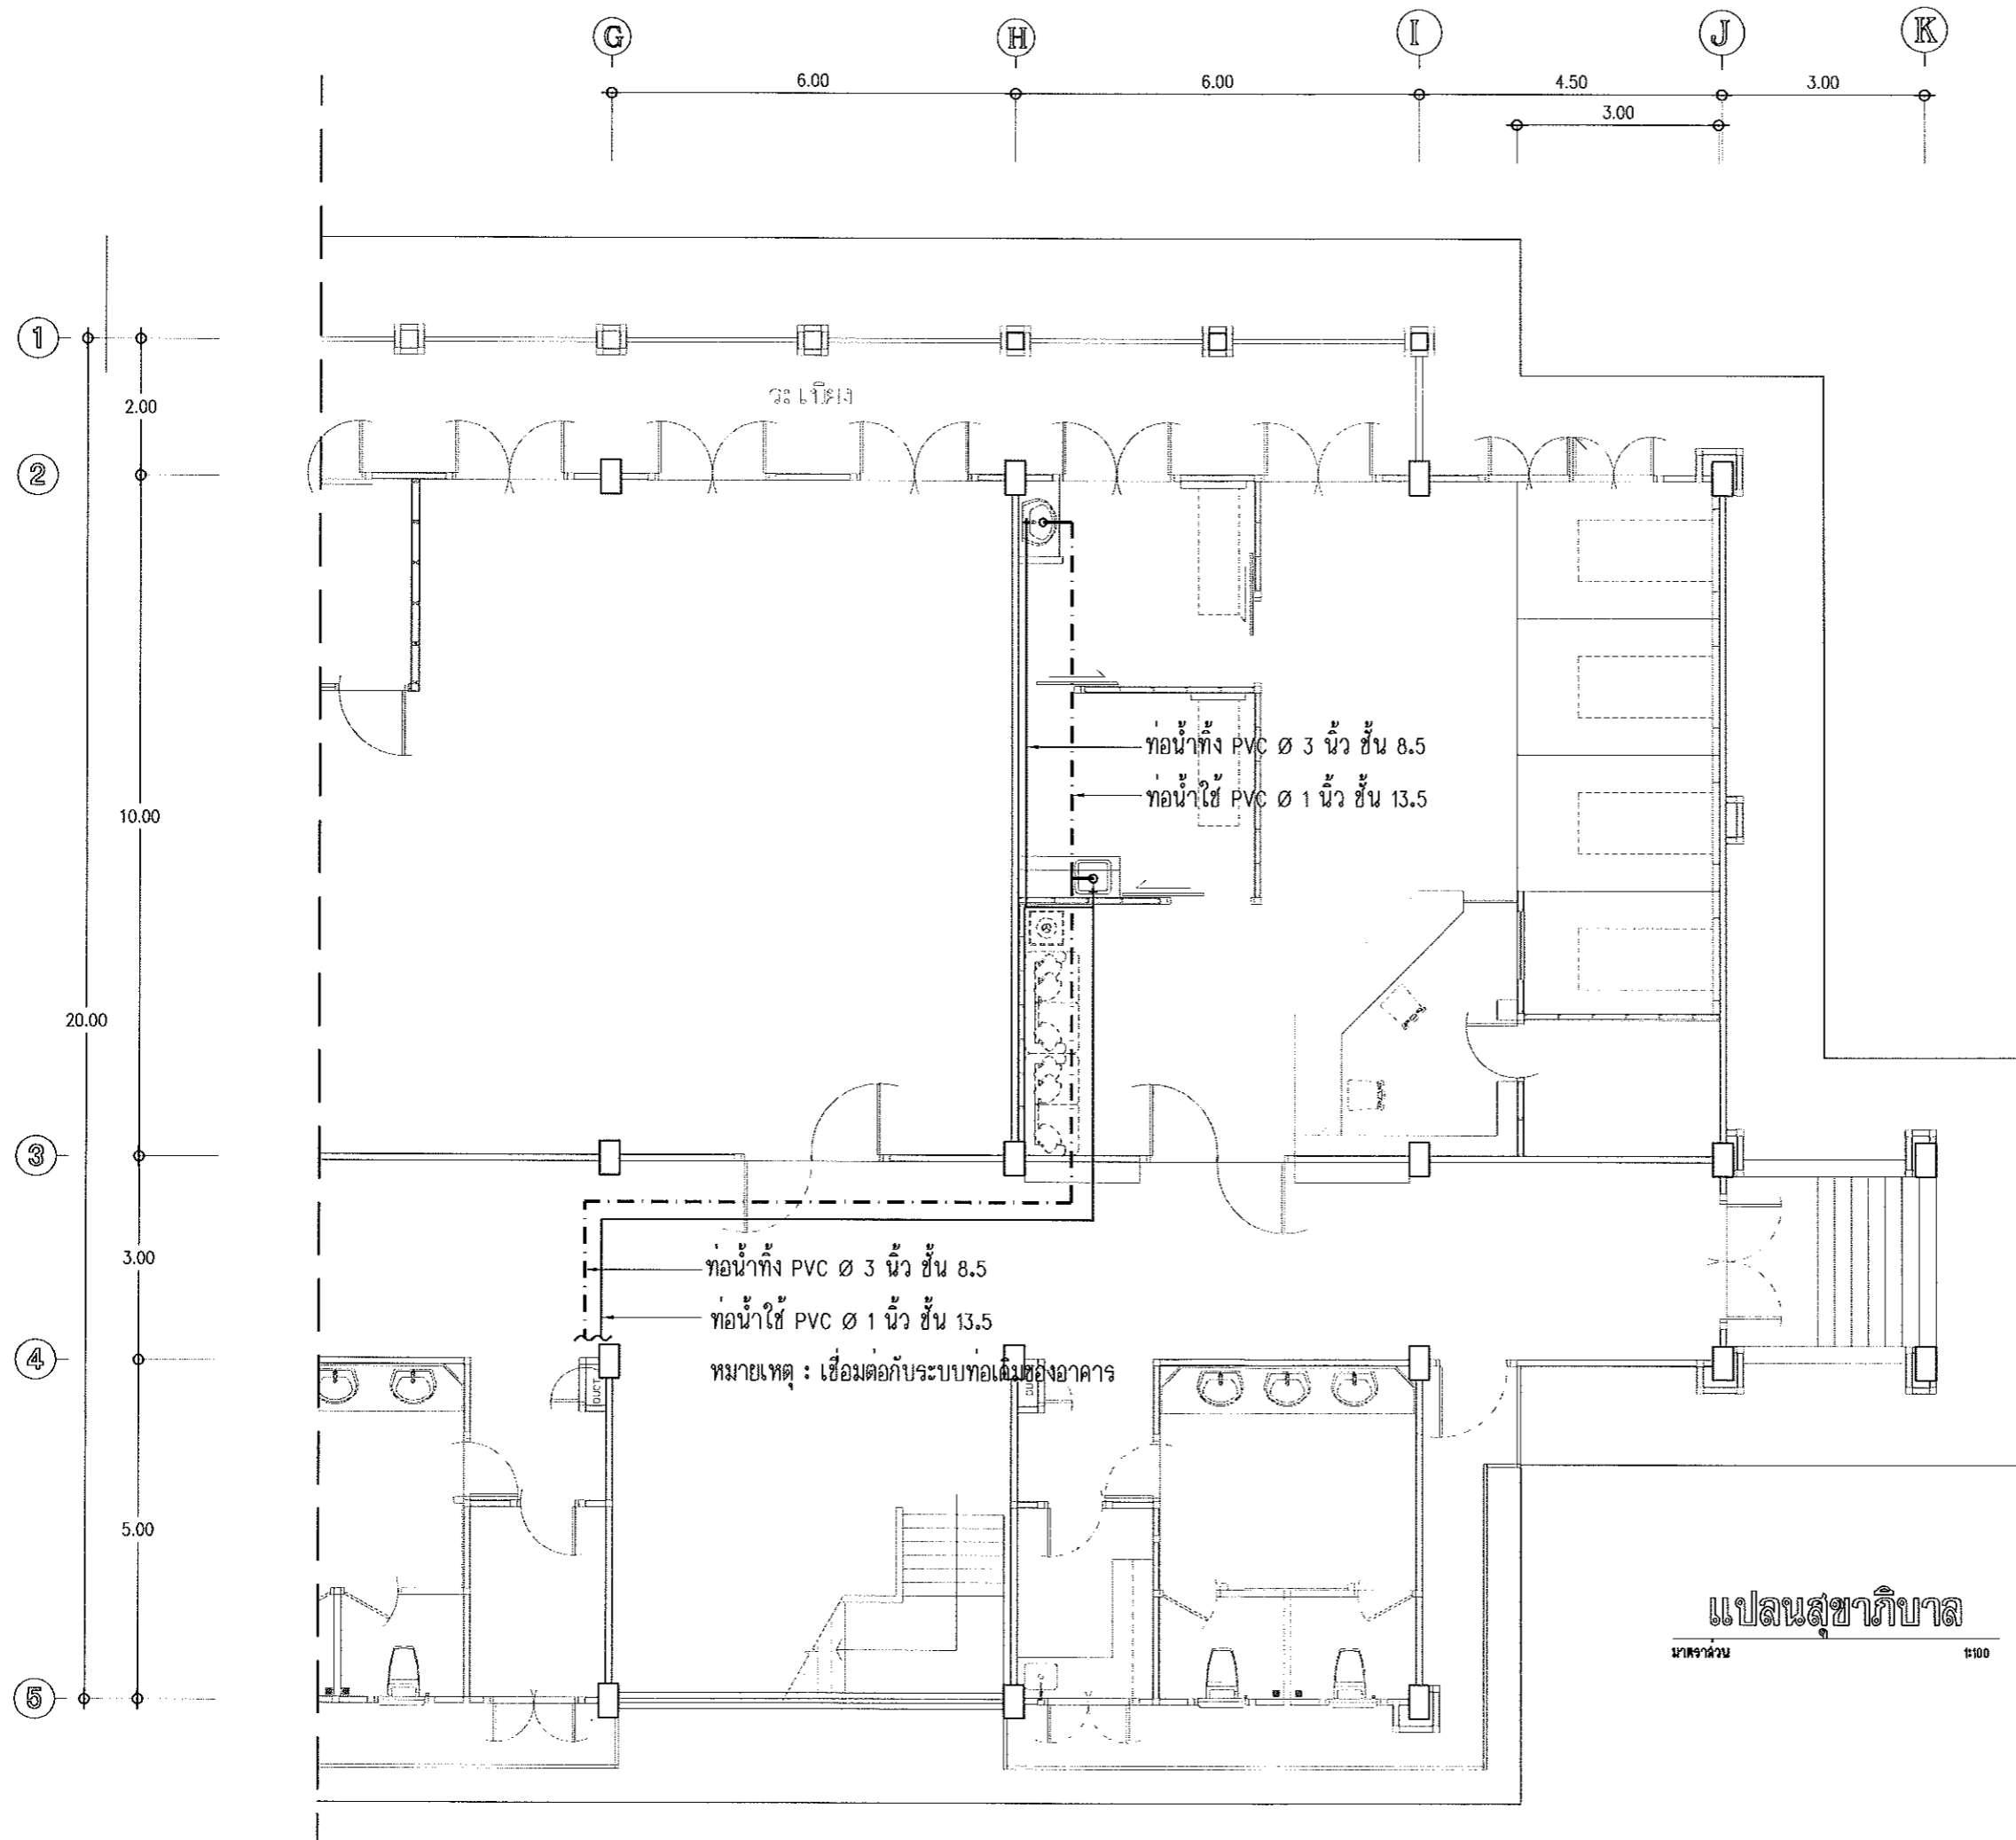 G H I J K
6.00 6.00 4.50 3.00
3.00
1
2.00
ระเบียง
2
ท่อน้ำทิ้ง PVC Ø 3 นิ้ว ชั้น 8.5
ท่อน้ำใช้ PVC Ø 1 นิ้ว ชั้น 13.5
10.00
20.00
3
3.00
ท่อน้ำทิ้ง PVC Ø 3 นิ้ว ชั้น 8.5
ท่อน้ำใช้ PVC Ø 1 นิ้ว ชั้น 13.5
4
หมายเหตุ : เชื่อมต่อกับระบบท่อเดิมของอาคาร
DUCT
DUCT
5.00
แปลนสุขาภิบาล
มาตราส่วน 1:100
5